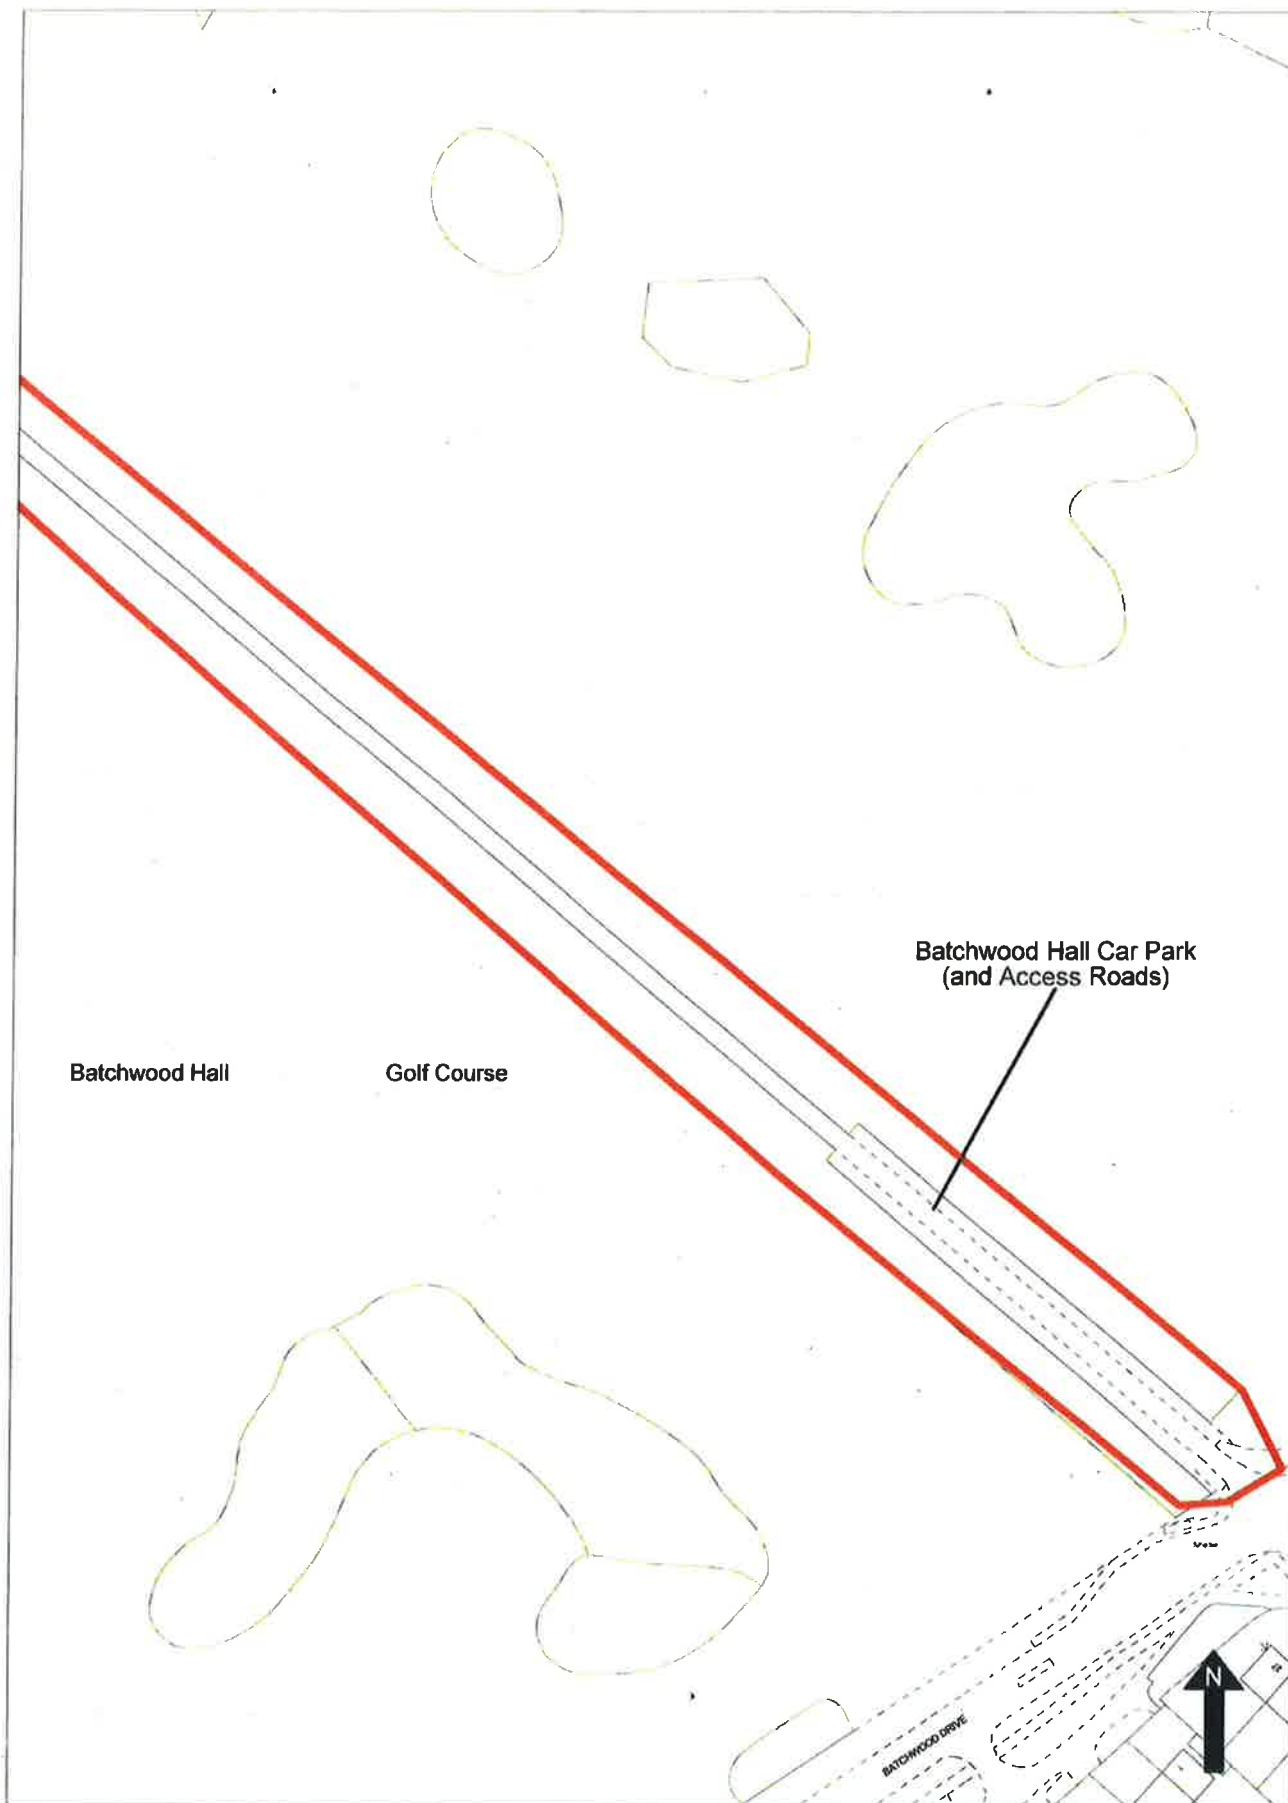 Batchwood Hall Car Park
(and Access Roads)
Batchwood Hall
Golf Course
BATCHWOOD DRIVE
N